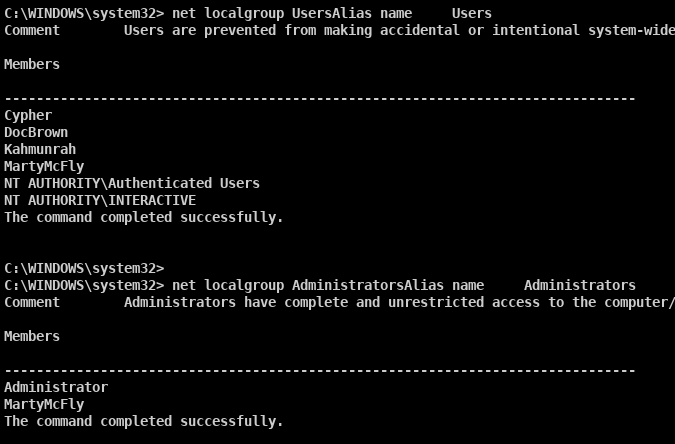 C:\WINDOWS\system32> net localgroup UsersAlias name     Users
Comment        Users are prevented from making accidental or intentional system-wide

Members

-------------------------------------------------------------------------------
Cypher
DocBrown
Kahmunrah
MartyMcFly
NT AUTHORITY\Authenticated Users
NT AUTHORITY\INTERACTIVE
The command completed successfully.


C:\WINDOWS\system32>
C:\WINDOWS\system32> net localgroup AdministratorsAlias name     Administrators
Comment        Administrators have complete and unrestricted access to the computer/

Members

-------------------------------------------------------------------------------
Administrator
MartyMcFly
The command completed successfully.